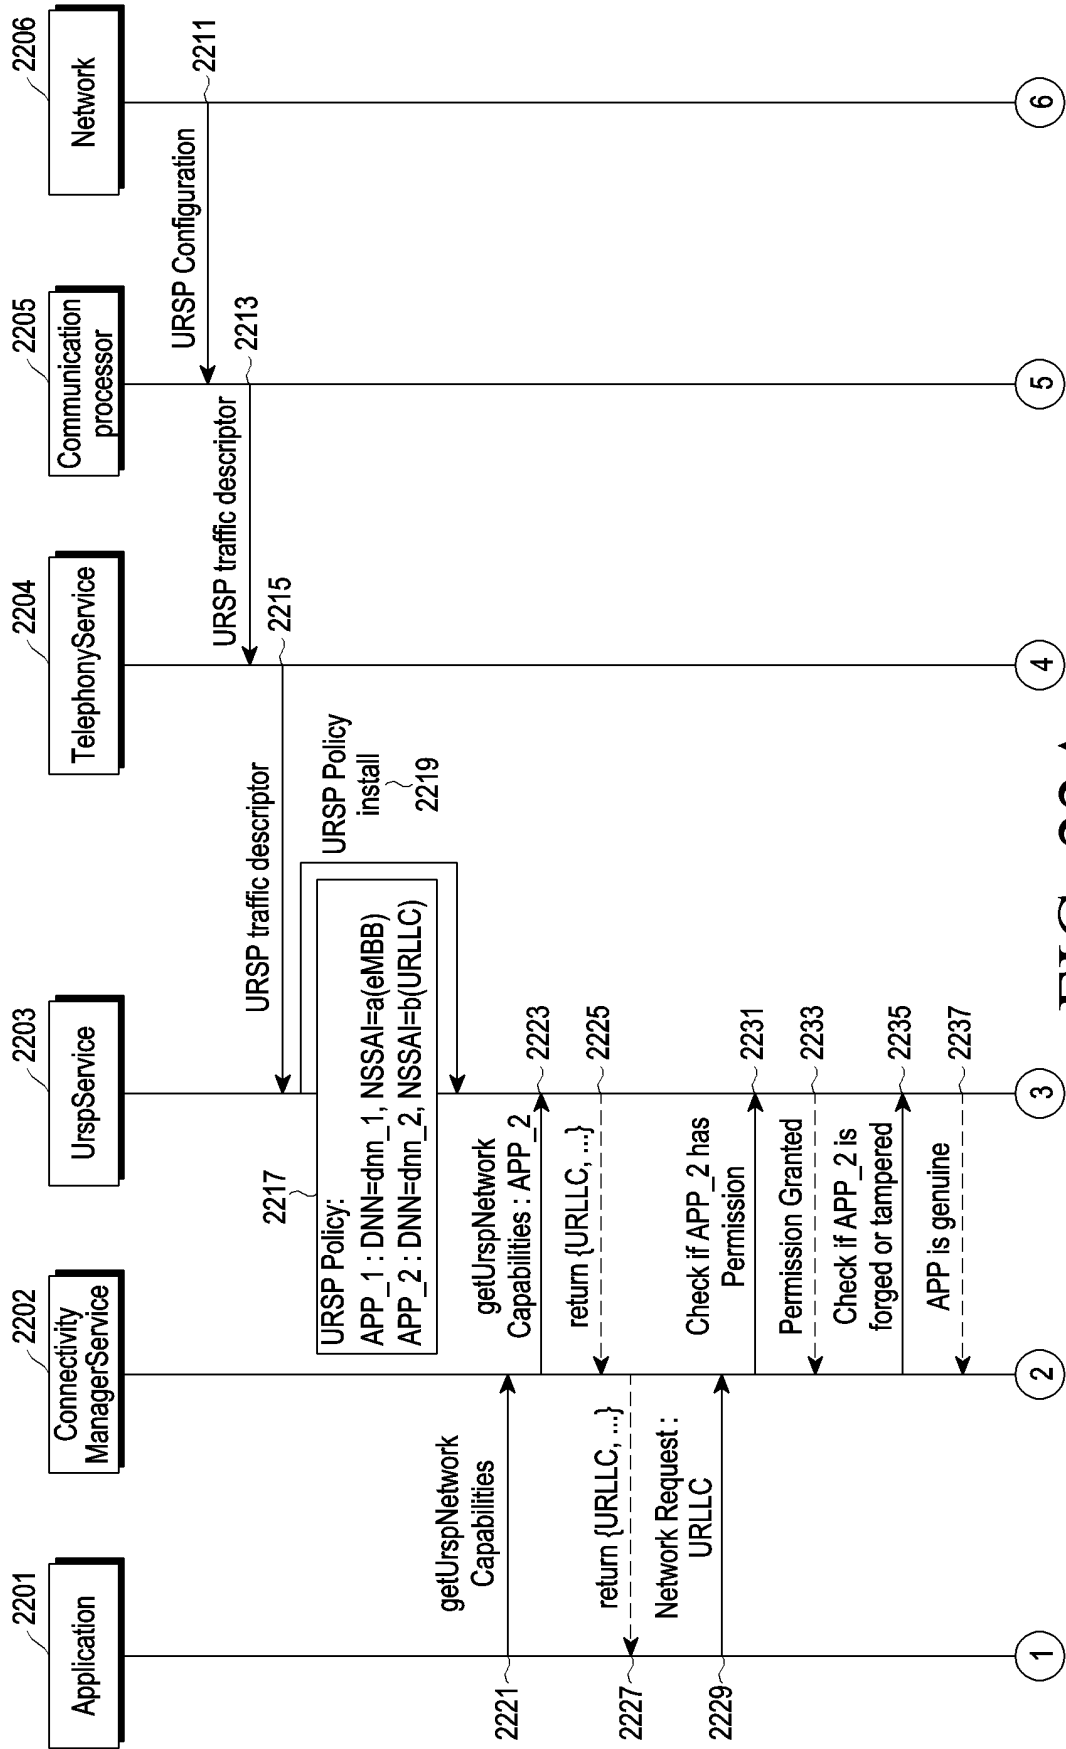 2201
Application
2202
Connectivity
ManagerService
2203
UrspService
2204
TelephonyService
2205
Communication
processor
2206
Network
URSP Configuration
2211
URSP traffic descriptor
2213
URSP traffic descriptor
2215
2217
URSP Policy:
APP_1 : DNN=dnn_1, NSSAI=a(eMBB)
APP_2 : DNN=dnn_2, NSSAI=b(URLLC)
URSP Policy
install
2219
2221
getUrspNetwork
Capabilities
getUrspNetwork
Capabilities : APP_2
2223
return {URLLC, ...}
2225
2227
return {URLLC, ...}
2229
Network Request :
URLLC
Check if APP_2 has
Permission
2231
Permission Granted
2233
Check if APP_2 is
forged or tampered
2235
APP is genuine
2237
1
2
3
4
5
6